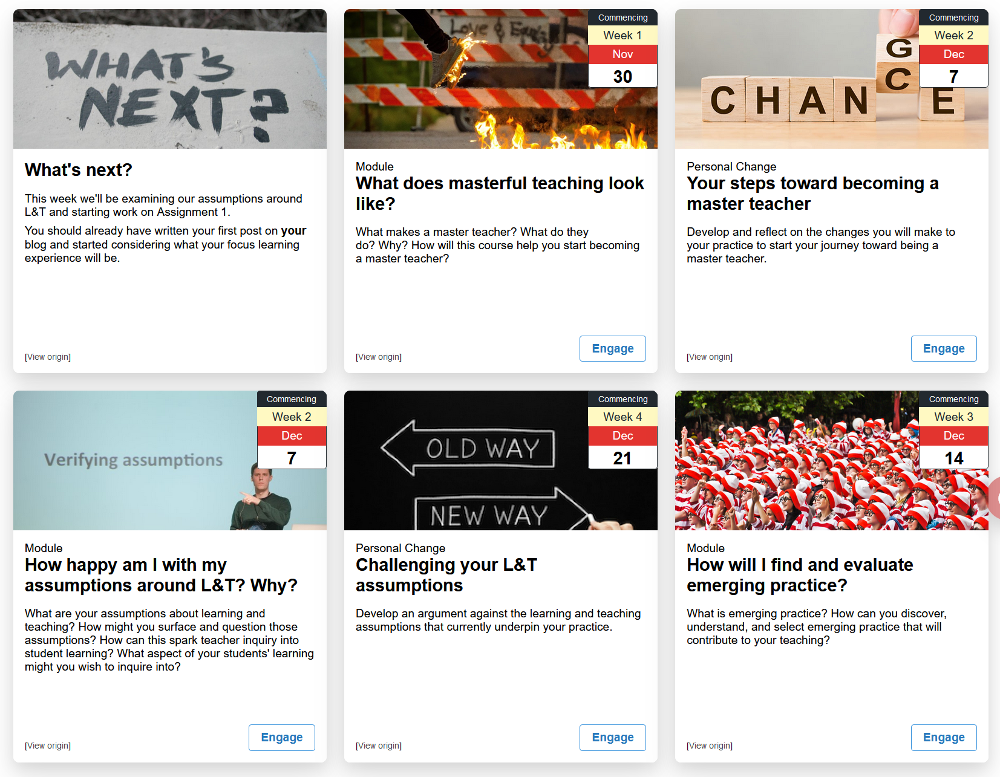 WHAT'S
NEXT?
What's next?
This week we'll be examining our assumptions around
L&T and starting work on Assignment 1.
You should already have written your first post on your
blog and started considering what your focus learning
experience will be.
[View origin]
Love &
Commencing
Week 1
Nov
30
Module
What does masterful teaching look
like?
What makes a master teacher? What do they
do? Why? How will this course help you start becoming
a master teacher?
[View origin]
Engage
G
CHANCE
Commencing
Week 2
Dec
7
Personal Change
Your steps toward becoming a
master teacher
Develop and reflect on the changes you will make to
your practice to start your journey toward being a
master teacher.
[View origin]
Engage
Verifying assumptions
Commencing
Week 2
Dec
7
Module
How happy am I with my
assumptions around L&T? Why?
What are your assumptions about learning and
teaching? How might you surface and question those
assumptions? How can this spark teacher inquiry into
student learning? What aspect of your students' learning
might you wish to inquire into?
[View origin]
Engage
OLD WAY
NEW WAY
Commencing
Week 4
Dec
21
Personal Change
Challenging your L&T
assumptions
Develop an argument against the learning and teaching
assumptions that currently underpin your practice.
[View origin]
Engage
Commencing
Week 3
Dec
14
Module
How will I find and evaluate
emerging practice?
What is emerging practice? How can you discover,
understand, and select emerging practice that will
contribute to your teaching?
[View origin]
Engage